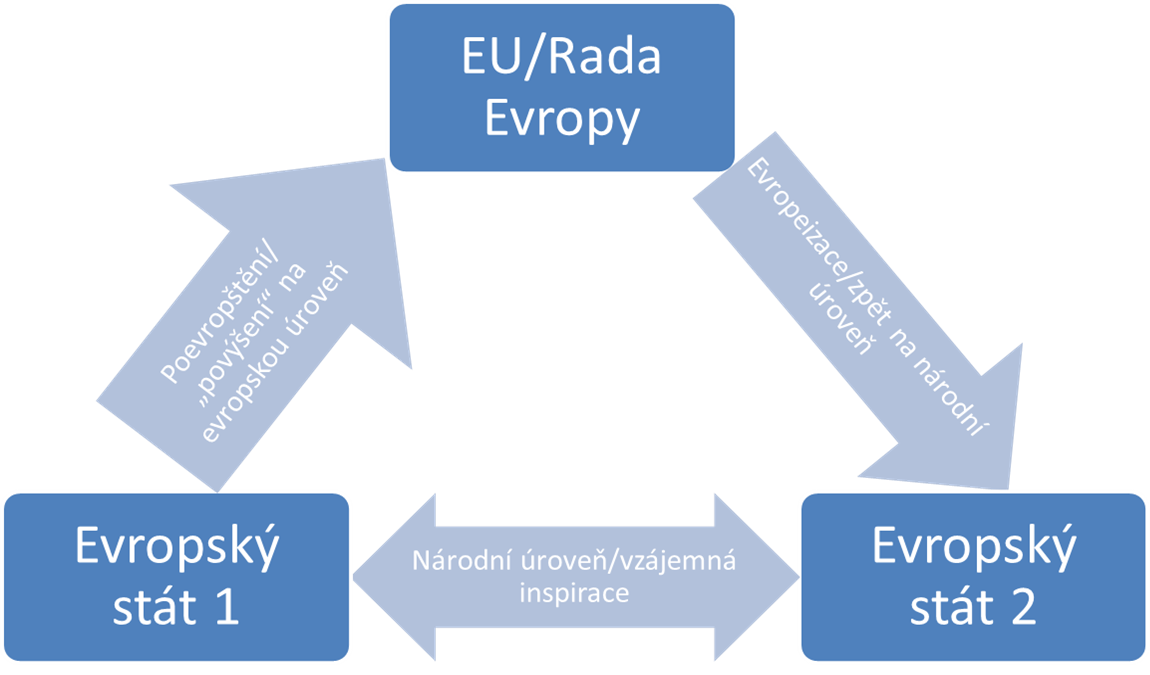 EU/Rada
Evropy
Poevropštění/
„povýšení“ na
evropskou úroveň
Evropeizace/zpět na národní
úroveň
Evropský
stát 1
Národní úroveň/vzájemná
inspirace
Evropský
stát 2